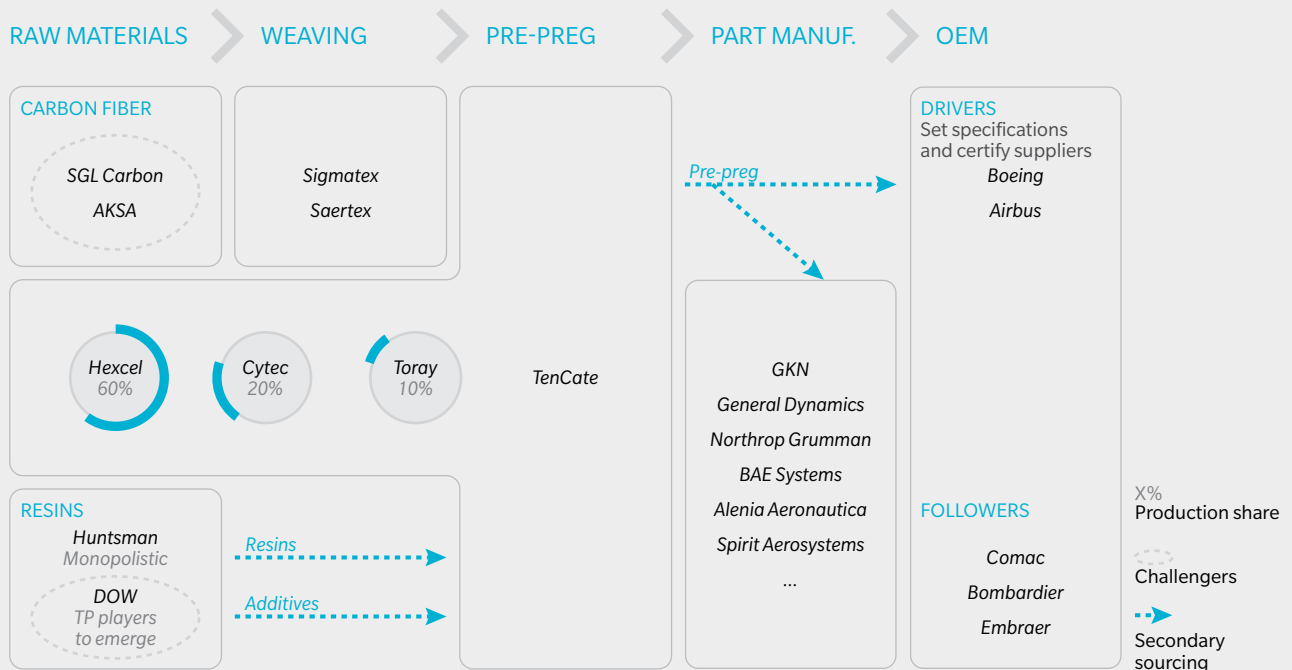 RAW MATERIALS
WEAVING
PRE-PREG
PART MANUF.
OEM
CARBON FIBER
SGL Carbon
AKSA
Sigmatex
Saertex
Pre-preg
DRIVERS
Set specifications
and certify suppliers
Boeing
Airbus
Hexcel
60%
Cytec
20%
Toray
10%
TenCate
GKN
General Dynamics
Northrop Grumman
BAE Systems
Alenia Aeronautica
Spirit Aerosystems
...
RESINS
Huntsman
Monopolistic
DOW
TP players
to emerge
Resins
Additives
FOLLOWERS
Comac
Bombardier
Embraer
X%
Production share
Challengers
Secondary
sourcing